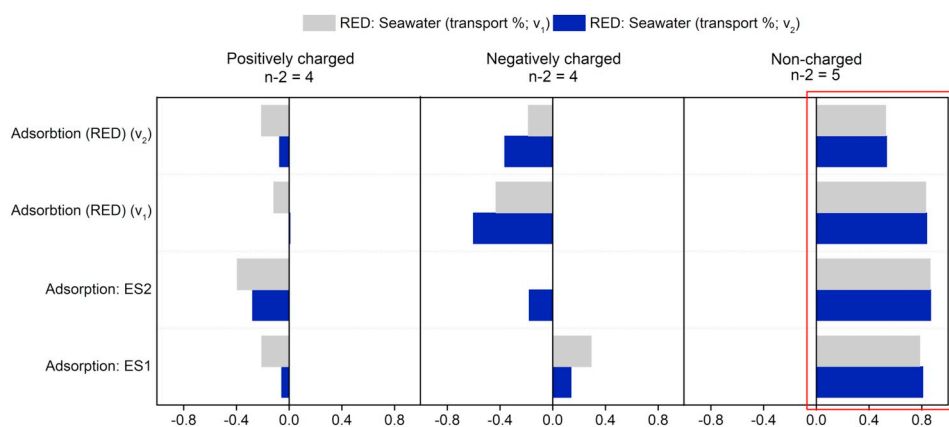 RED: Seawater (transport %; v₁) RED: Seawater (transport %; v₂)
Positively charged
n-2 = 4
Negatively charged
n-2 = 4
Non-charged
n-2 = 5
Adsorbtion (RED) (v₂)
Adsorbtion (RED) (v₁)
Adsorption: ES2
Adsorption: ES1
-0.8 -0.4 0.0 0.4 0.8 -0.8 -0.4 0.0 0.4 0.8 -0.8 -0.4 0.0 0.4 0.8